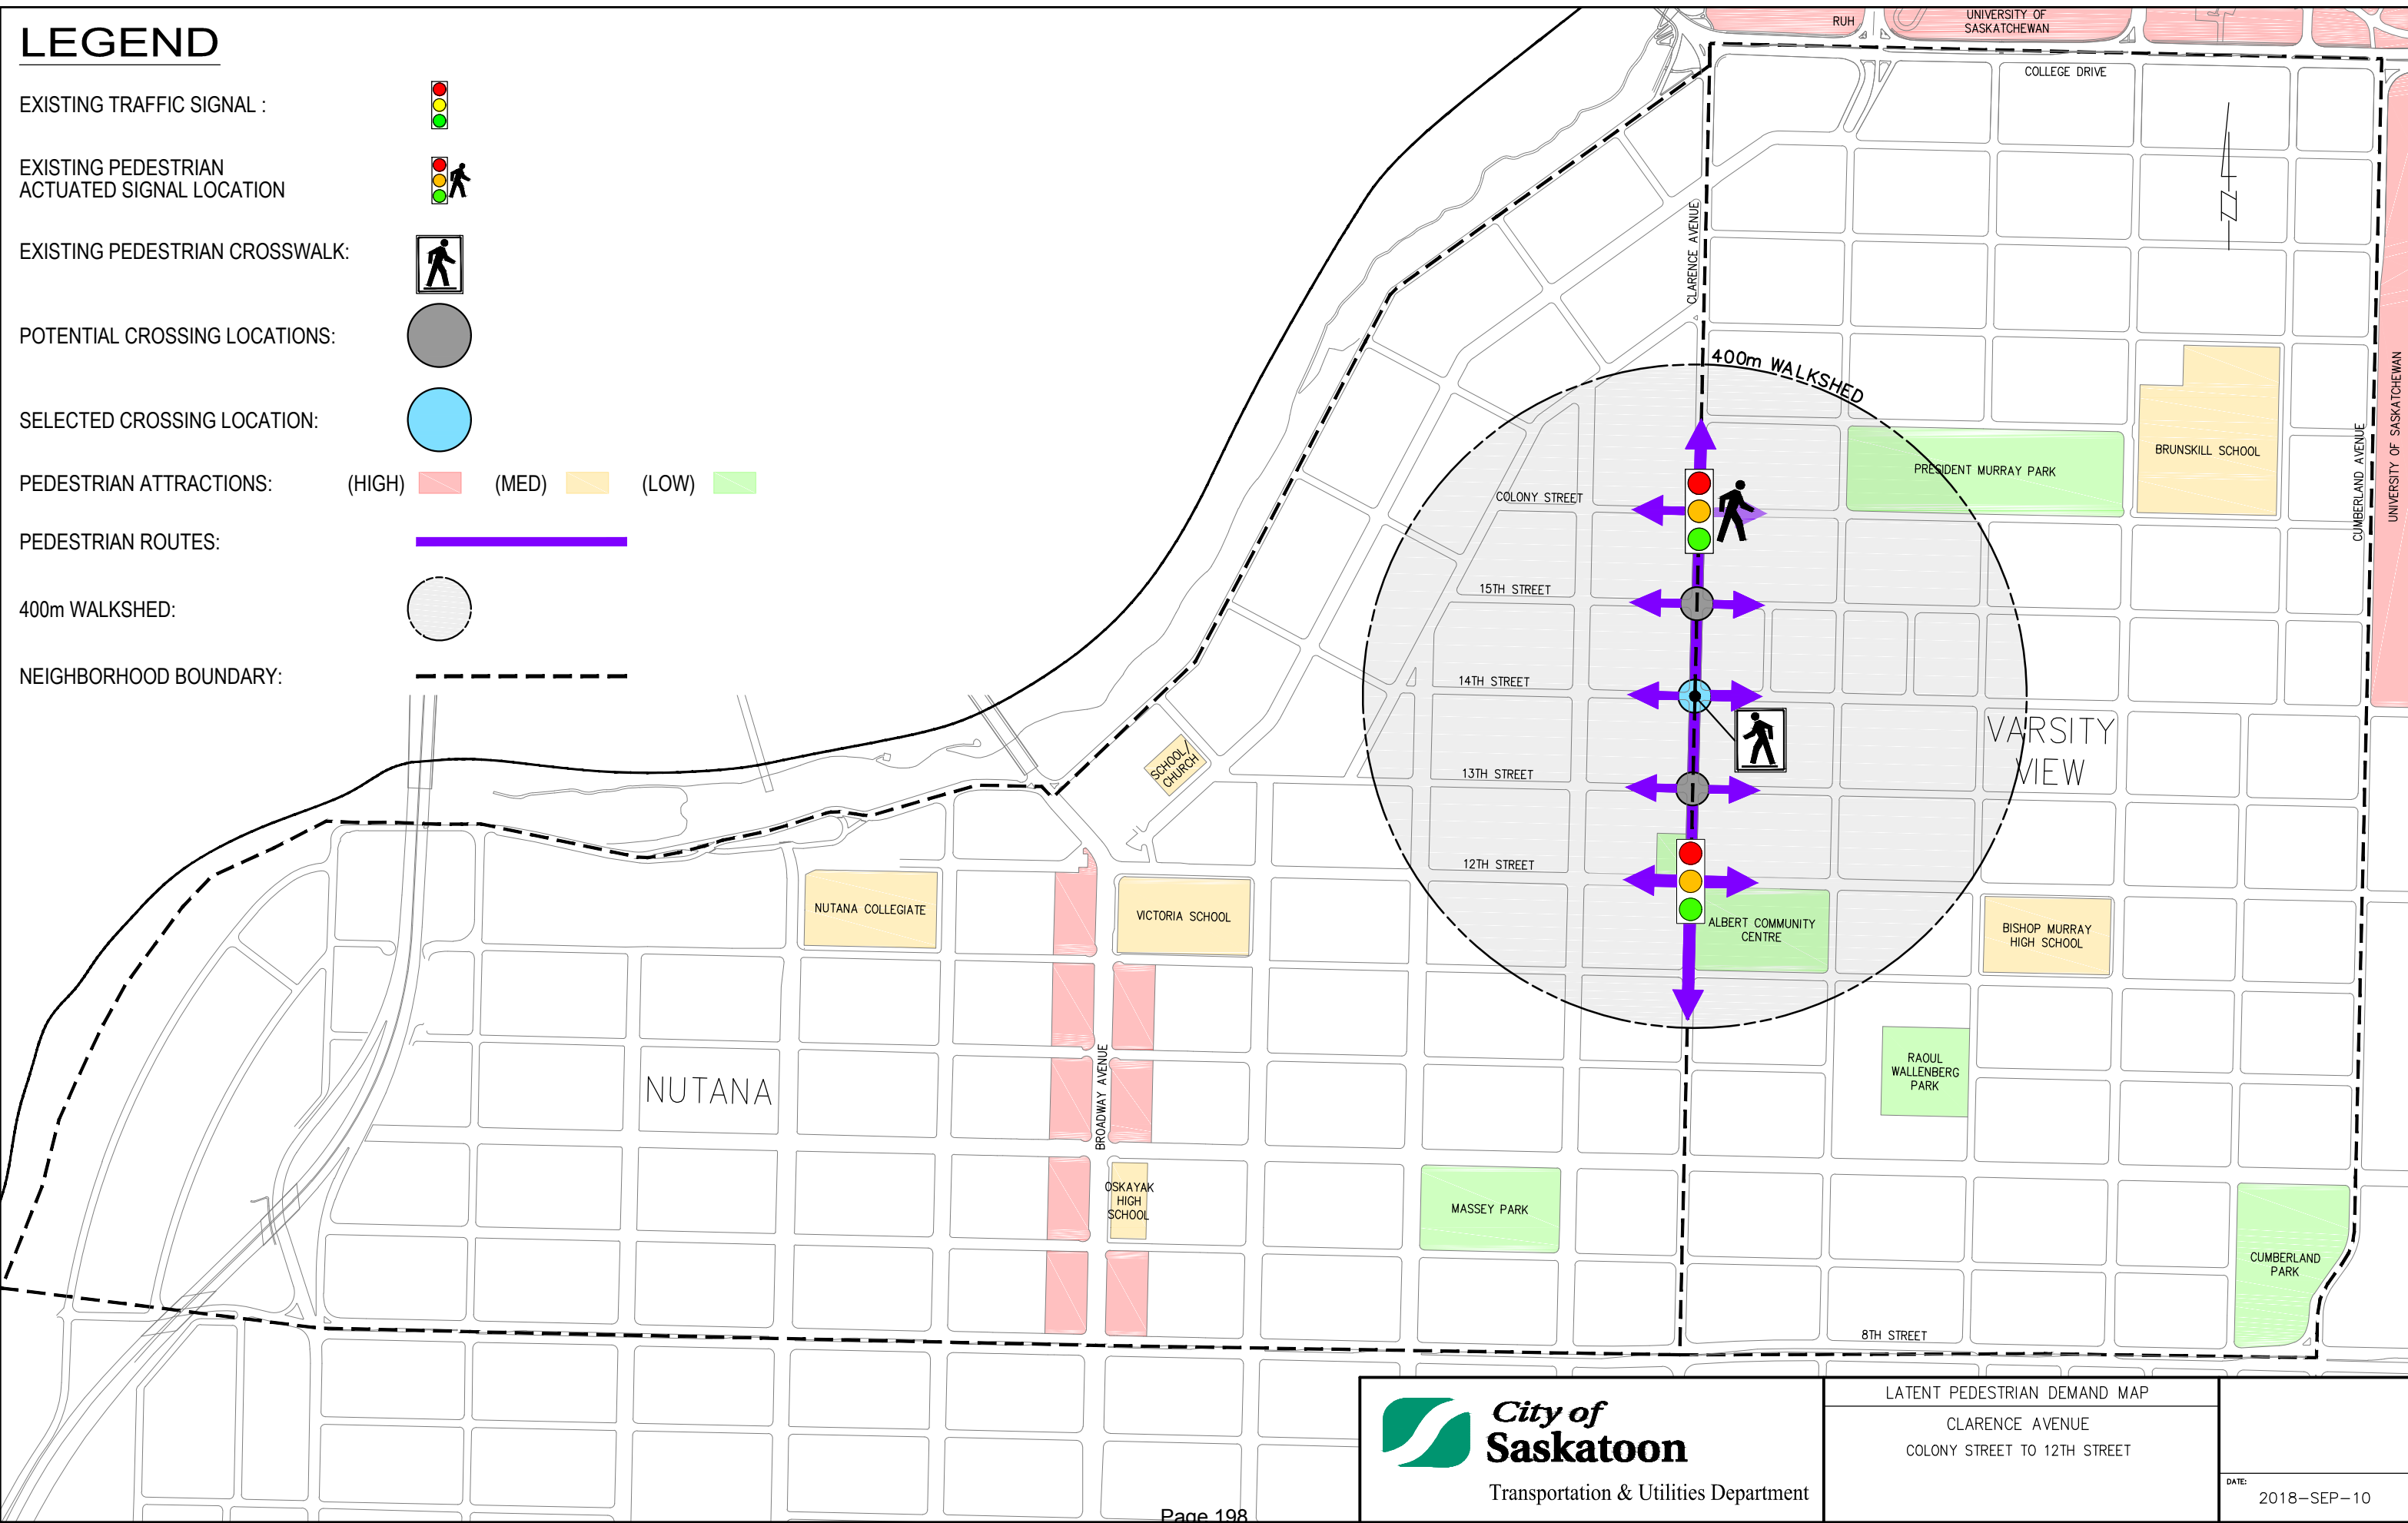 LEGEND
EXISTING TRAFFIC SIGNAL :
EXISTING PEDESTRIAN
ACTUATED SIGNAL LOCATION
EXISTING PEDESTRIAN CROSSWALK:
POTENTIAL CROSSING LOCATIONS:
SELECTED CROSSING LOCATION:
PEDESTRIAN ATTRACTIONS: (HIGH) (MED) (LOW)
PEDESTRIAN ROUTES:
400m WALKSHED:
NEIGHBORHOOD BOUNDARY:
RUH
UNIVERSITY OF
SASKATCHEWAN
COLLEGE DRIVE
CLARENCE AVENUE
N
400m WALKSHED
PRESIDENT MURRAY PARK
BRUNSKILL SCHOOL
CUMBERLAND AVENUE
UNIVERSITY OF SASKATCHEWAN
COLONY STREET
15TH STREET
14TH STREET
13TH STREET
12TH STREET
VARSITY
VIEW
SCHOOL/
CHURCH
NUTANA COLLEGIATE
VICTORIA SCHOOL
ALBERT COMMUNITY
CENTRE
BISHOP MURRAY
HIGH SCHOOL
NUTANA
BROADWAY AVENUE
RAOUL
WALLENBERG
PARK
OSKAYAK
HIGH
SCHOOL
MASSEY PARK
CUMBERLAND
PARK
8TH STREET
City of
Saskatoon
Transportation & Utilities Department
LATENT PEDESTRIAN DEMAND MAP
CLARENCE AVENUE
COLONY STREET TO 12TH STREET
DATE:
2018-SEP-10
Page 198